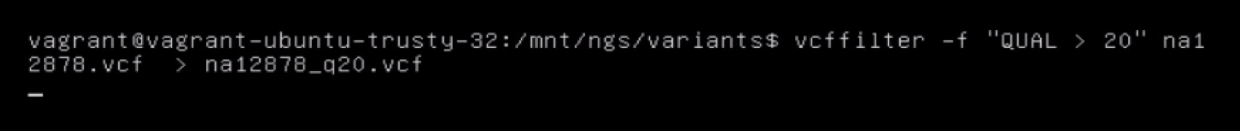 vagrant@vagrant-ubuntu-trusty-32:/mnt/ngs/variants$ vcffilter -f "QUAL > 20" na1
2878.vcf  > na12878_q20.vcf